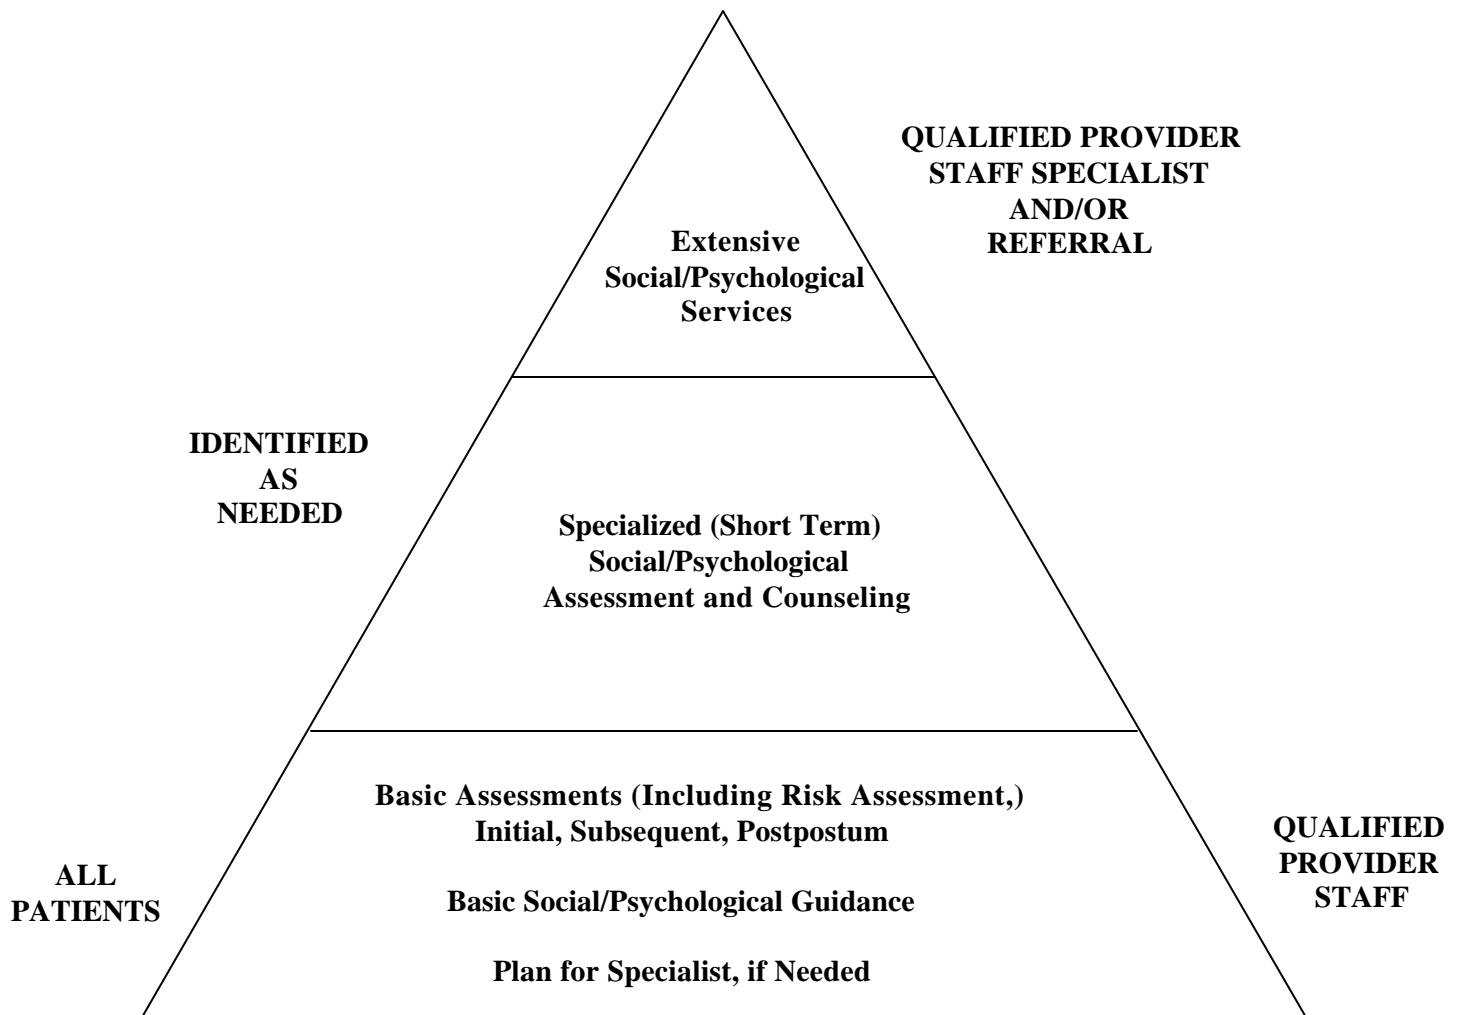 QUALIFIED PROVIDER
STAFF SPECIALIST
AND/OR
REFERRAL
Extensive
Social/Psychological
Services
IDENTIFIED
AS
NEEDED
Specialized (Short Term)
Social/Psychological
Assessment and Counseling
Basic Assessments (Including Risk Assessment,)
Initial, Subsequent, Postpostum
Basic Social/Psychological Guidance
Plan for Specialist, if Needed
ALL
PATIENTS
QUALIFIED
PROVIDER
STAFF